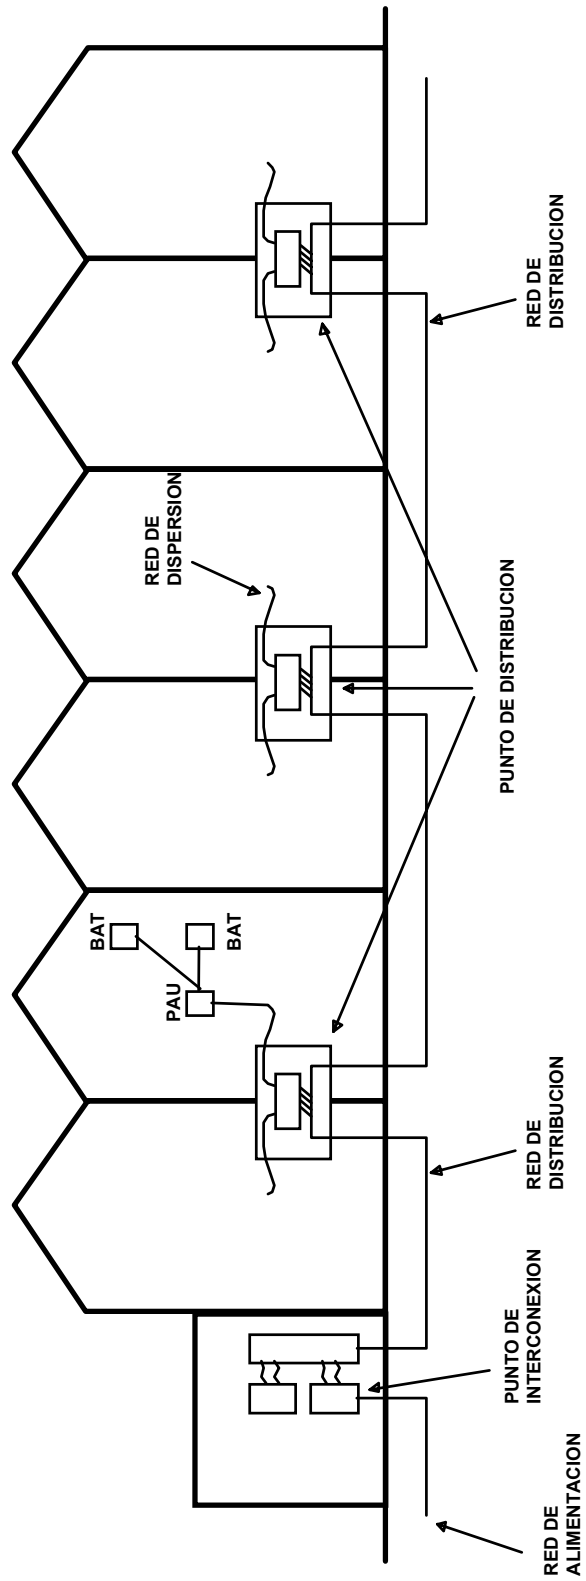 BAT
RED DE
DISPERSION
PAU
BAT
PUNTO DE DISTRIBUCION
PUNTO DE
INTERCONEXION
RED DE
DISTRIBUCION
RED DE
DISTRIBUCION
RED DE
ALIMENTACION